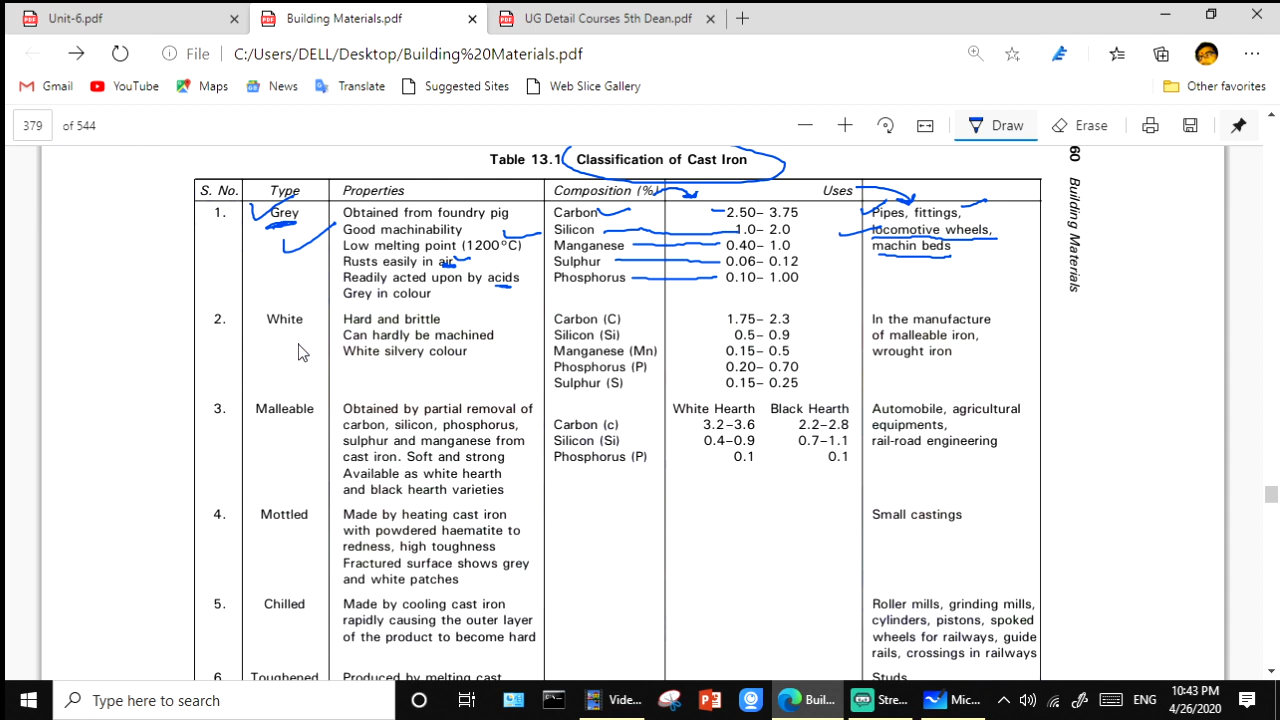 Unit-6.pdf
Building Materials.pdf
UG Detail Courses 5th Dean.pdf
File
C:/Users/DELL/Desktop/Building%20Materials.pdf
Gmail
YouTube
Maps
News
Translate
Suggested Sites
Web Slice Gallery
Other favorites
379
of 544
Draw
Erase
60 Building Materials
Table 13.1 Classification of Cast Iron
S. No. Type Properties Composition (%) Uses
1. Grey Obtained from foundry pig Carbon 2.50– 3.75 Pipes, fittings,
Good machinability Silicon 1.0– 2.0 locomotive wheels,
Low melting point (1200°C) Manganese 0.40– 1.0 machin beds
Rusts easily in air Sulphur 0.06– 0.12
Readily acted upon by acids Phosphorus 0.10– 1.00
Grey in colour
2. White Hard and brittle Carbon (C) 1.75– 2.3 In the manufacture
Can hardly be machined Silicon (Si) 0.5– 0.9 of malleable iron,
White silvery colour Manganese (Mn) 0.15– 0.5 wrought iron
Phosphorus (P) 0.20– 0.70
Sulphur (S) 0.15– 0.25
3. Malleable Obtained by partial removal of White Hearth Black Hearth Automobile, agricultural
carbon, silicon, phosphorus, Carbon (c) 3.2–3.6 2.2–2.8 equipments,
sulphur and manganese from Silicon (Si) 0.4–0.9 0.7–1.1 rail-road engineering
cast iron. Soft and strong Phosphorus (P) 0.1 0.1
Available as white hearth
and black hearth varieties
4. Mottled Made by heating cast iron Small castings
with powdered haematite to
redness, high toughness
Fractured surface shows grey
and white patches
5. Chilled Made by cooling cast iron Roller mills, grinding mills,
rapidly causing the outer layer cylinders, pistons, spoked
of the product to become hard wheels for railways, guide
rails, crossings in railways
6. Toughened Produced by melting cast Studs
Type here to search
Vide...
Buil...
Stre...
Mic...
ENG
10:43 PM
4/26/2020